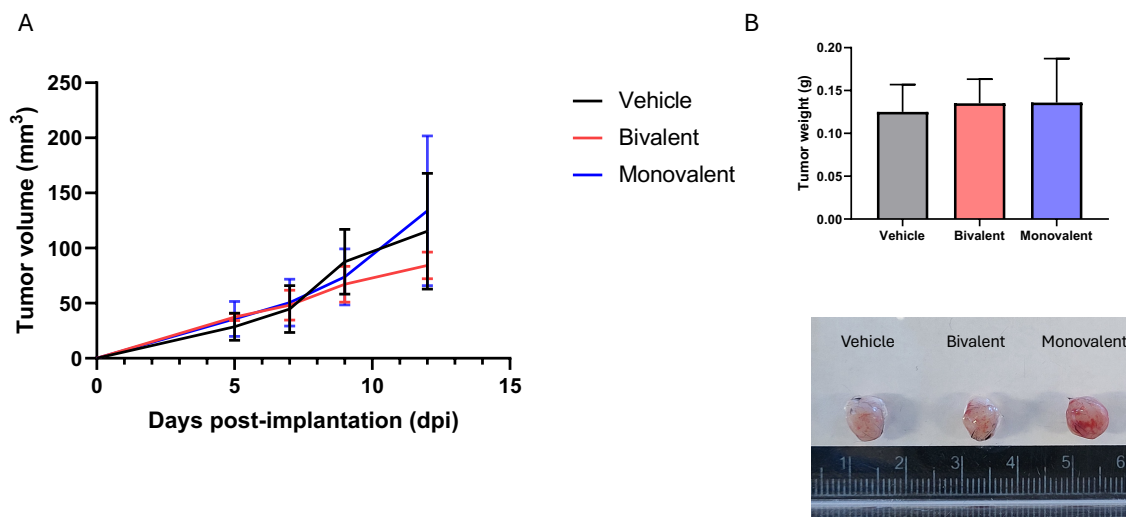 A
250
200
150
100
50
0
0 5 10 15
Tumor volume (mm³)
Days post-implantation (dpi)
Vehicle
Bivalent
Monovalent
B
0.20
0.15
0.10
0.05
0.00
Tumor weight (g)
Vehicle Bivalent Monovalent
Vehicle Bivalent Monovalent
1 2 3 4 5 6